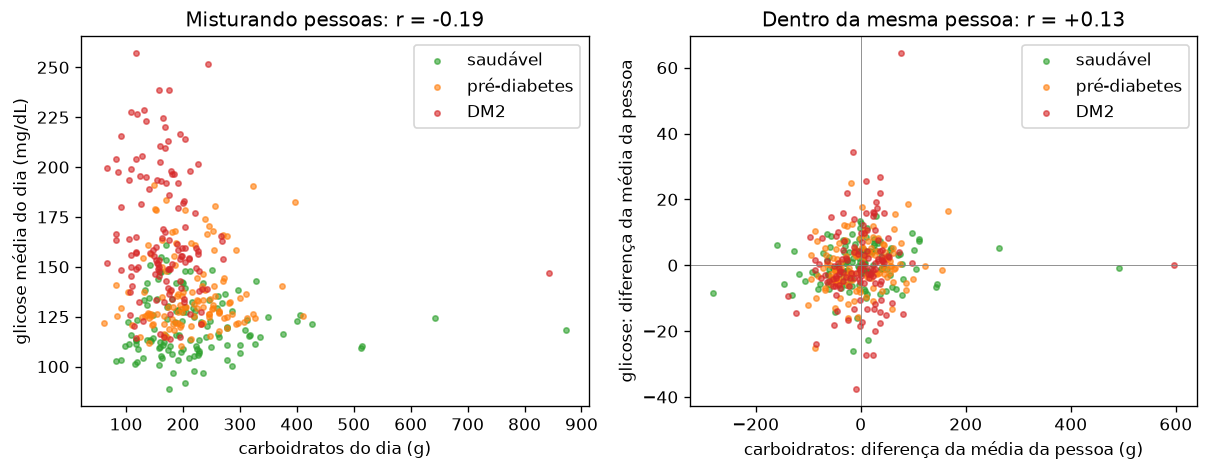 Misturando pessoas: r = -0.19
glicose média do dia (mg/dL)
250
225
200
175
150
125
100
saudável
pré-diabetes
DM2
100 200 300 400 500 600 700 800 900
carboidratos do dia (g)
Dentro da mesma pessoa: r = +0.13
glicose: diferença da média da pessoa
60
40
20
0
−20
−40
saudável
pré-diabetes
DM2
−200 0 200 400 600
carboidratos: diferença da média da pessoa (g)